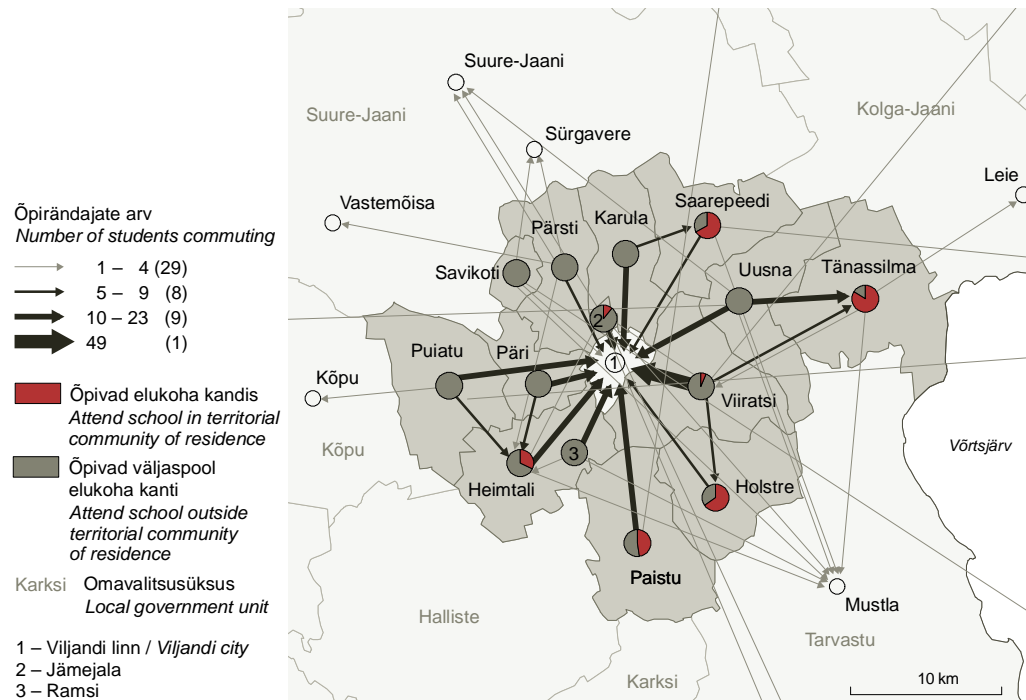 Õpirändajate arv
Number of students commuting
1 – 4 (29)
5 – 9 (8)
10 – 23 (9)
49 (1)
Õpivad elukoha kandis
Attend school in territorial
community of residence
Õpivad väljaspool
elukoha kanti
Attend school outside
territorial community
of residence
Karksi Omavalitsusüksus
Local government unit
1 – Viljandi linn / Viljandi city
2 – Jämejala
3 – Ramsi
Suure-Jaani
Suure-Jaani
Kolga-Jaani
Sürgavere
Leie
Vastemõisa
Pärsti
Karula
Saarepeedi
Savikoti
Uusna
Tänassilma
2
1
Puiatu
Päri
Kõpu
Viiratsi
Kõpu
3
Võrtsjärv
Heimtali
Holstre
Paistu
Mustla
Halliste
Tarvastu
Karksi
10 km